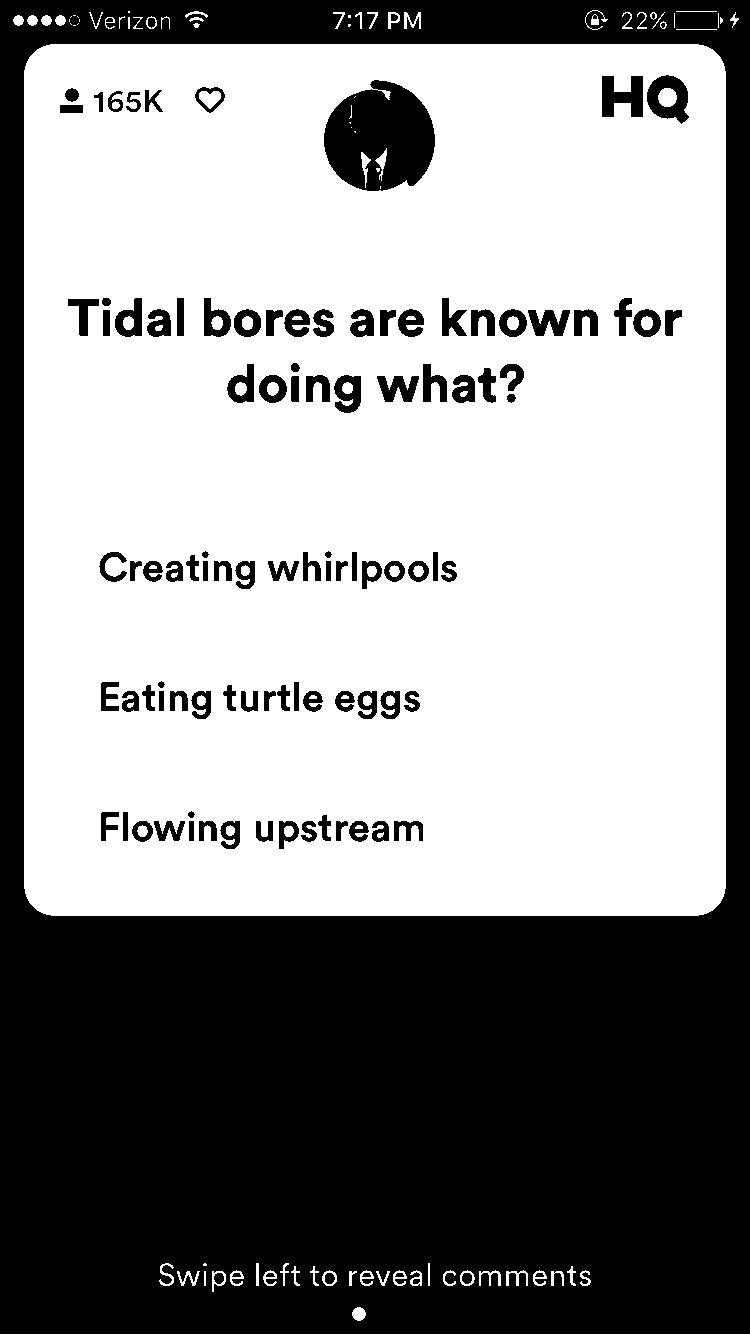 Verizon 7:17 PM 22%
165K HQ
Tidal bores are known for
doing what?
Creating whirlpools
Eating turtle eggs
Flowing upstream
Swipe left to reveal comments